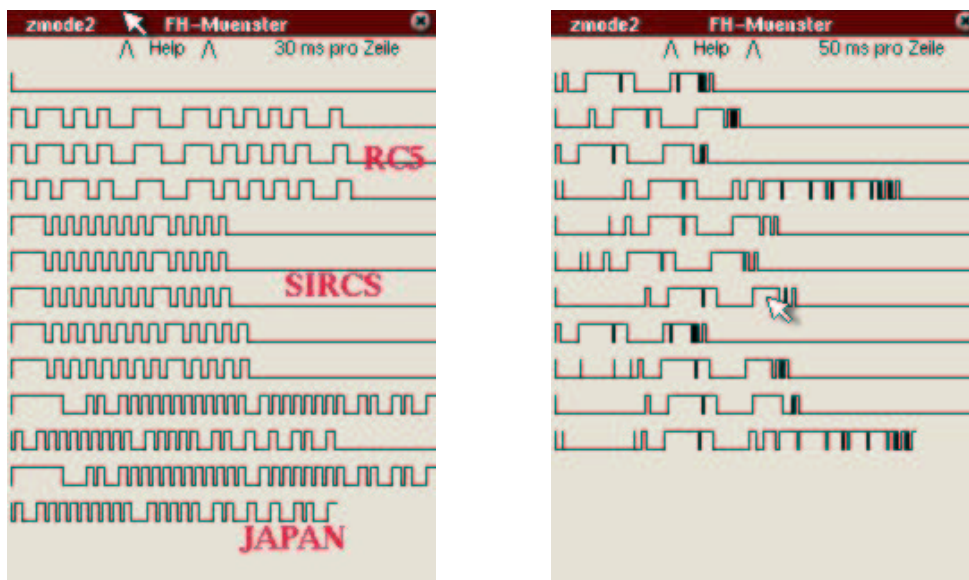 zmode2 FH-Muenster
Λ Help Λ 30 ms pro Zeile
RC5
SIRCS
JAPAN
zmode2 FH-Muenster
Λ Help Λ 50 ms pro Zeile